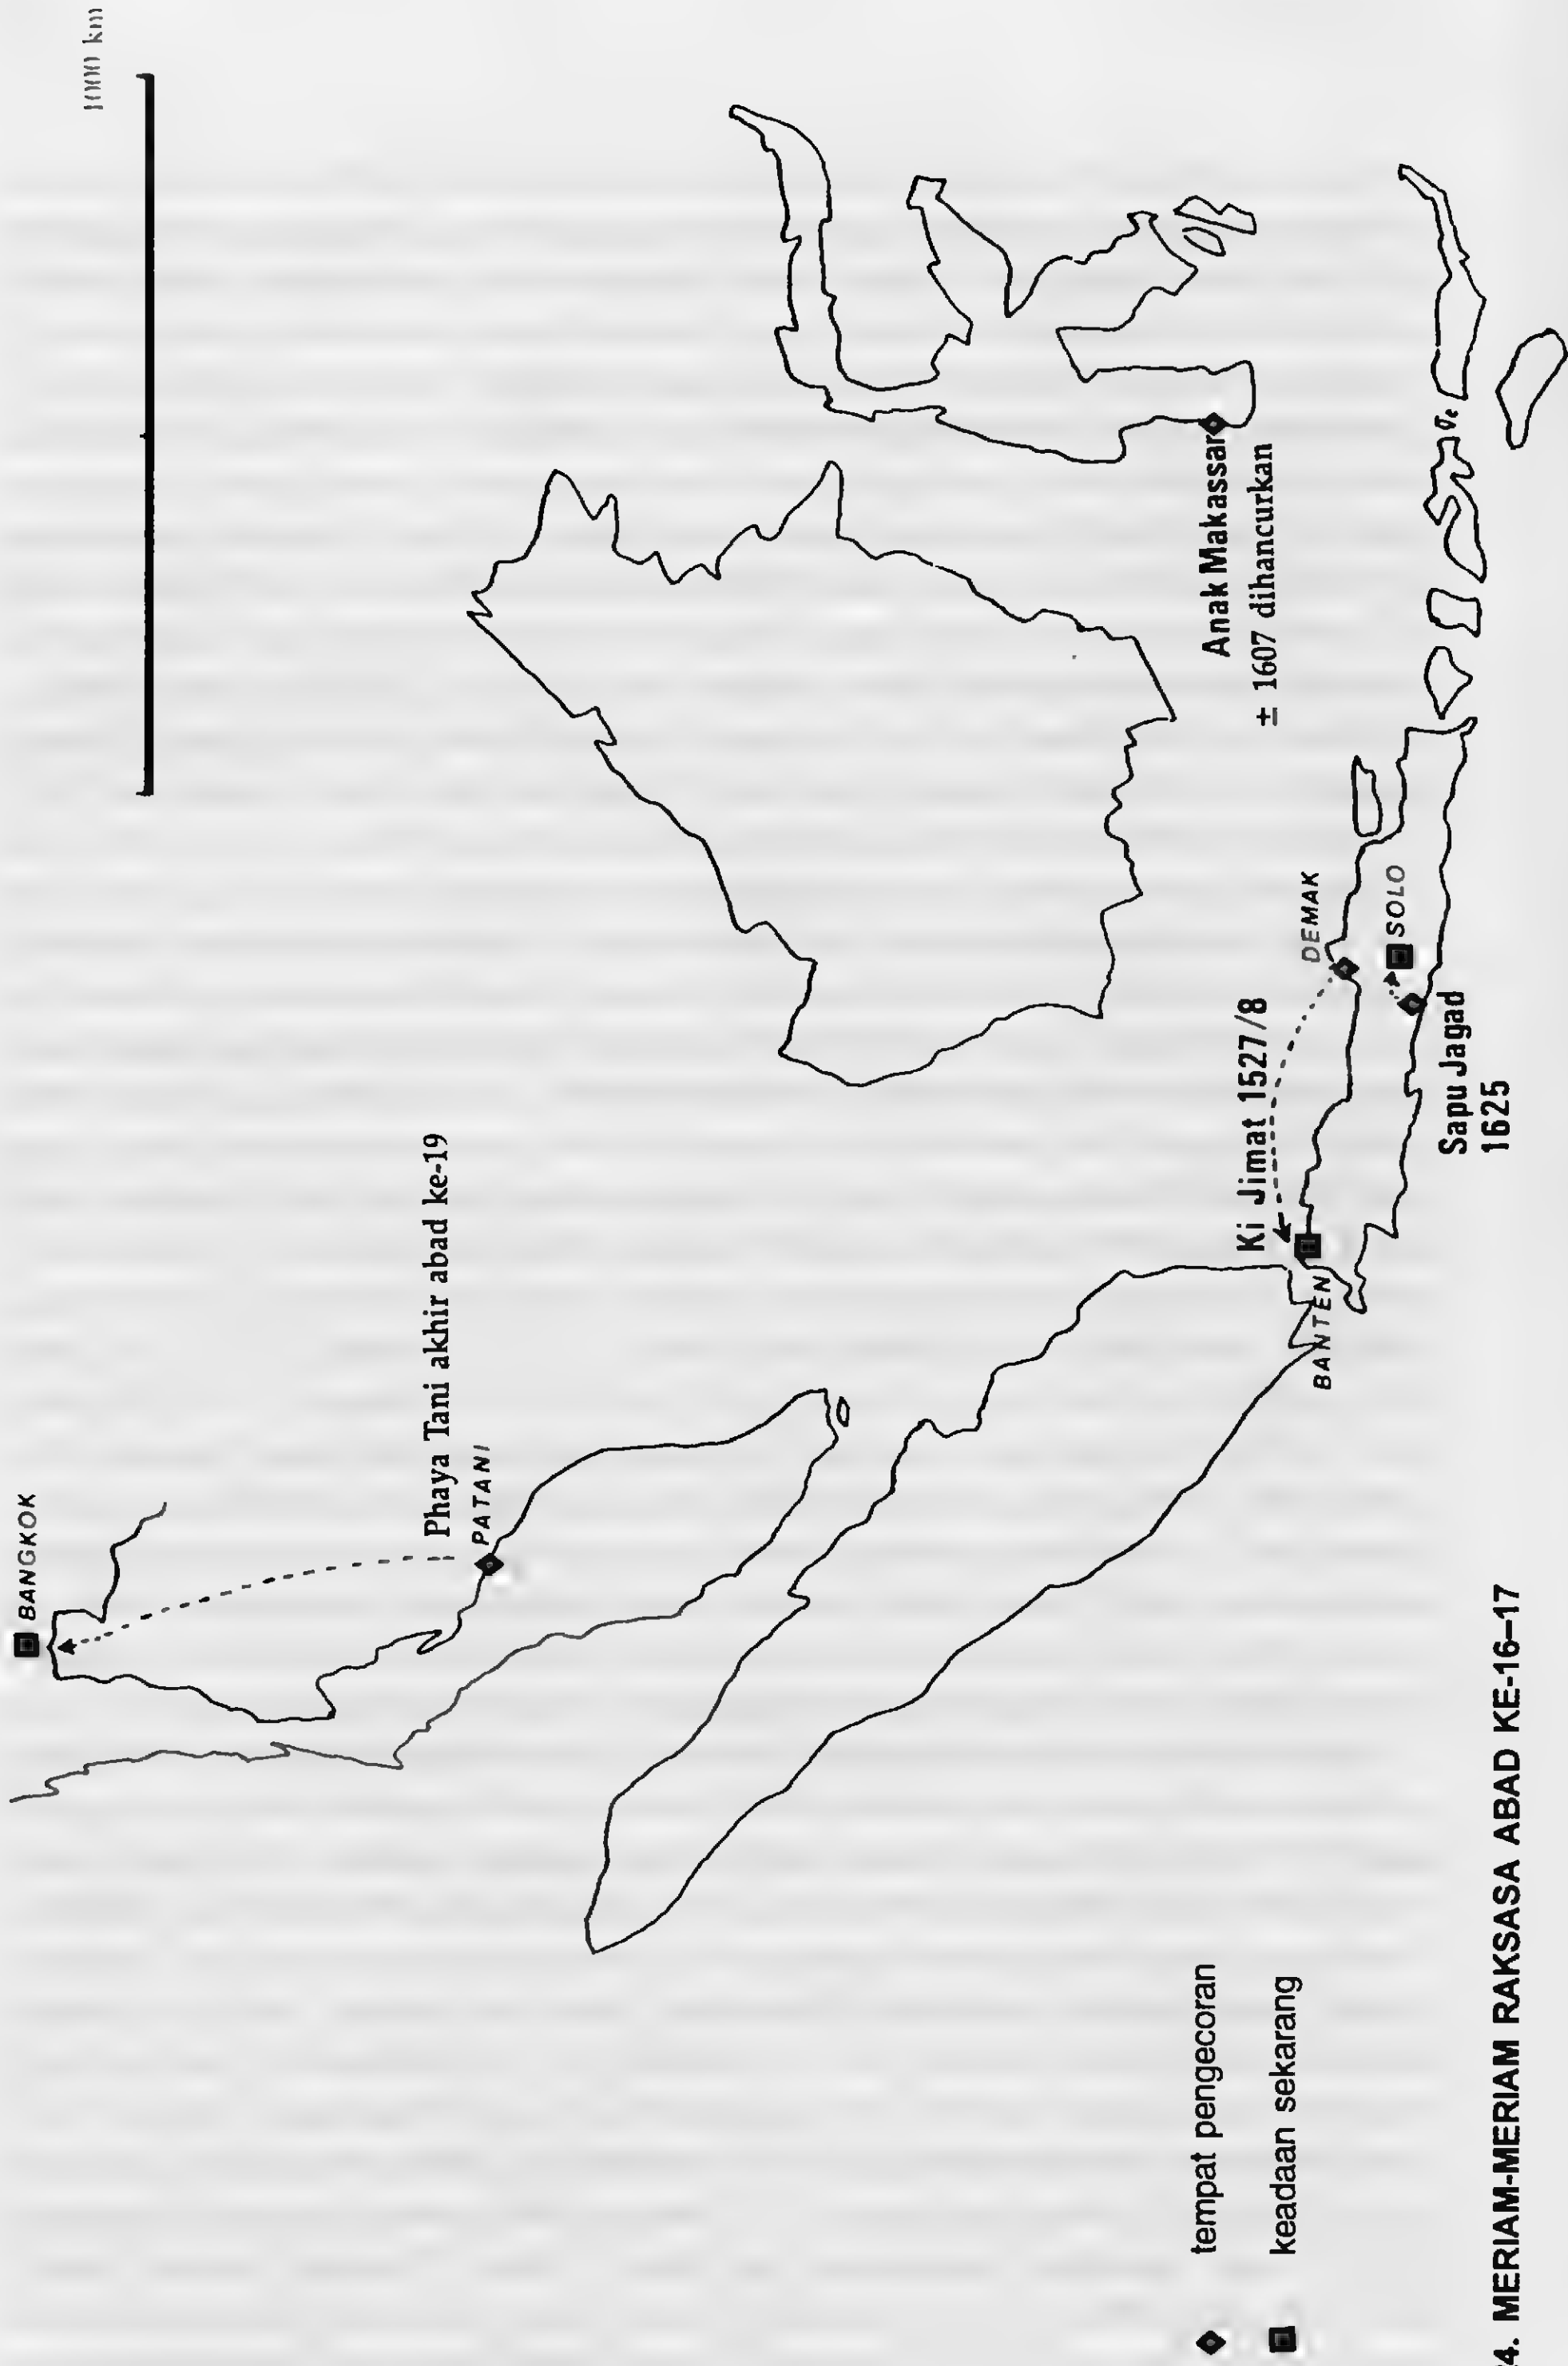 1000 km
BANGKOK
Phaya Tani akhir abad ke-19
PATANI
Anak Makassar
± 1607 dihancurkan
Ki Jimat 1527/8
DEMAK
BANTEN
SOLO
Sapu Jagad
1625
tempat pengecoran
keadaan sekarang
4. MERIAM-MERIAM RAKSASA ABAD KE-16–17